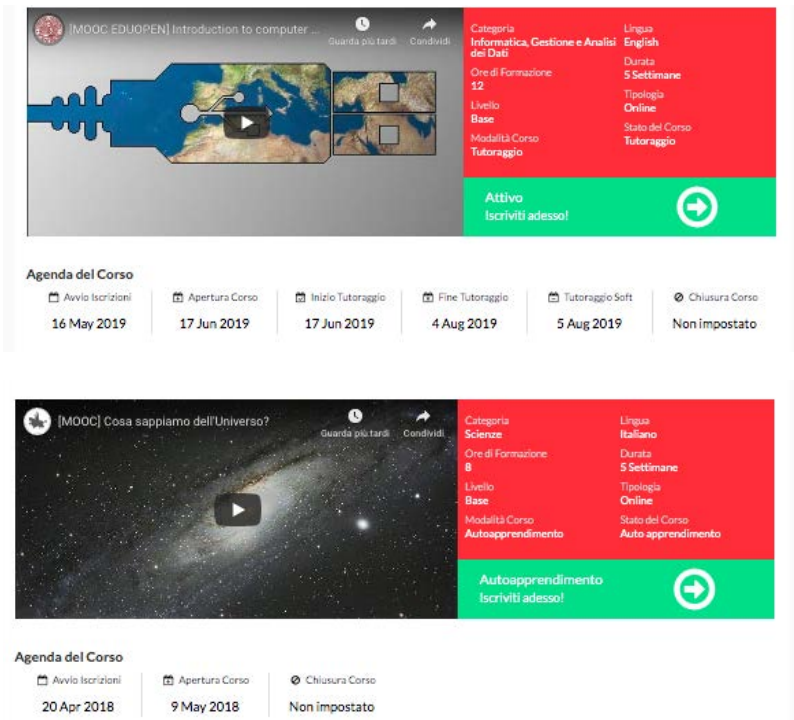 [MOOC EDUOPEN] Introduction to computer ...
Guarda più tardi
Condividi
Categoria
Informatica, Gestione e Analisi
dei Dati
Ore di Formazione
12
Livello
Base
Modalità Corso
Tutoraggio
Lingua
English
Durata
5 Settimane
Tipologia
Online
Stato del Corso
Tutoraggio
Attivo
Iscriviti adesso!
Agenda del Corso
Avvio Iscrizioni
16 May 2019
Apertura Corso
17 Jun 2019
Inizio Tutoraggio
17 Jun 2019
Fine Tutoraggio
4 Aug 2019
Tutoraggio Soft
5 Aug 2019
Chiusura Corso
Non impostato
[MOOC] Cosa sappiamo dell'Universo?
Guarda più tardi
Condividi
Categoria
Scienze
Ore di Formazione
8
Livello
Base
Modalità Corso
Autoapprendimento
Lingua
Italiano
Durata
5 Settimane
Tipologia
Online
Stato del Corso
Auto apprendimento
Autoapprendimento
Iscriviti adesso!
Agenda del Corso
Avvio Iscrizioni
20 Apr 2018
Apertura Corso
9 May 2018
Chiusura Corso
Non impostato